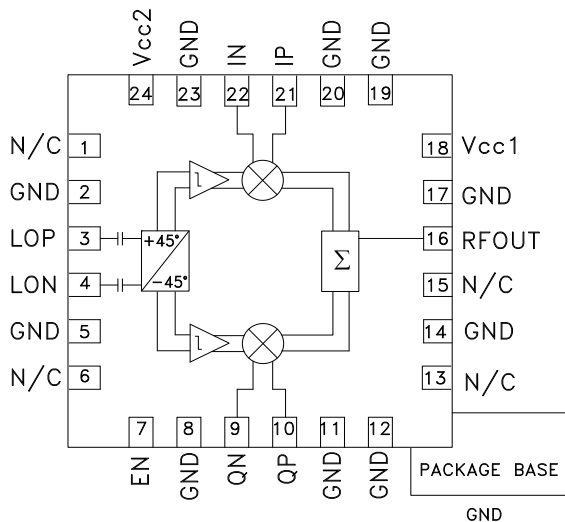 Vcc2 GND IN IP GND GND
24 23 22 21 20 19
N/C 1
18 Vcc1
GND 2
17 GND
LOP 3
+45°
16 RFOUT
Σ
LON 4
-45°
15 N/C
GND 5
14 GND
N/C 6
13 N/C
7 8 9 10 11 12
EN GND QN QP GND GND
PACKAGE BASE
GND